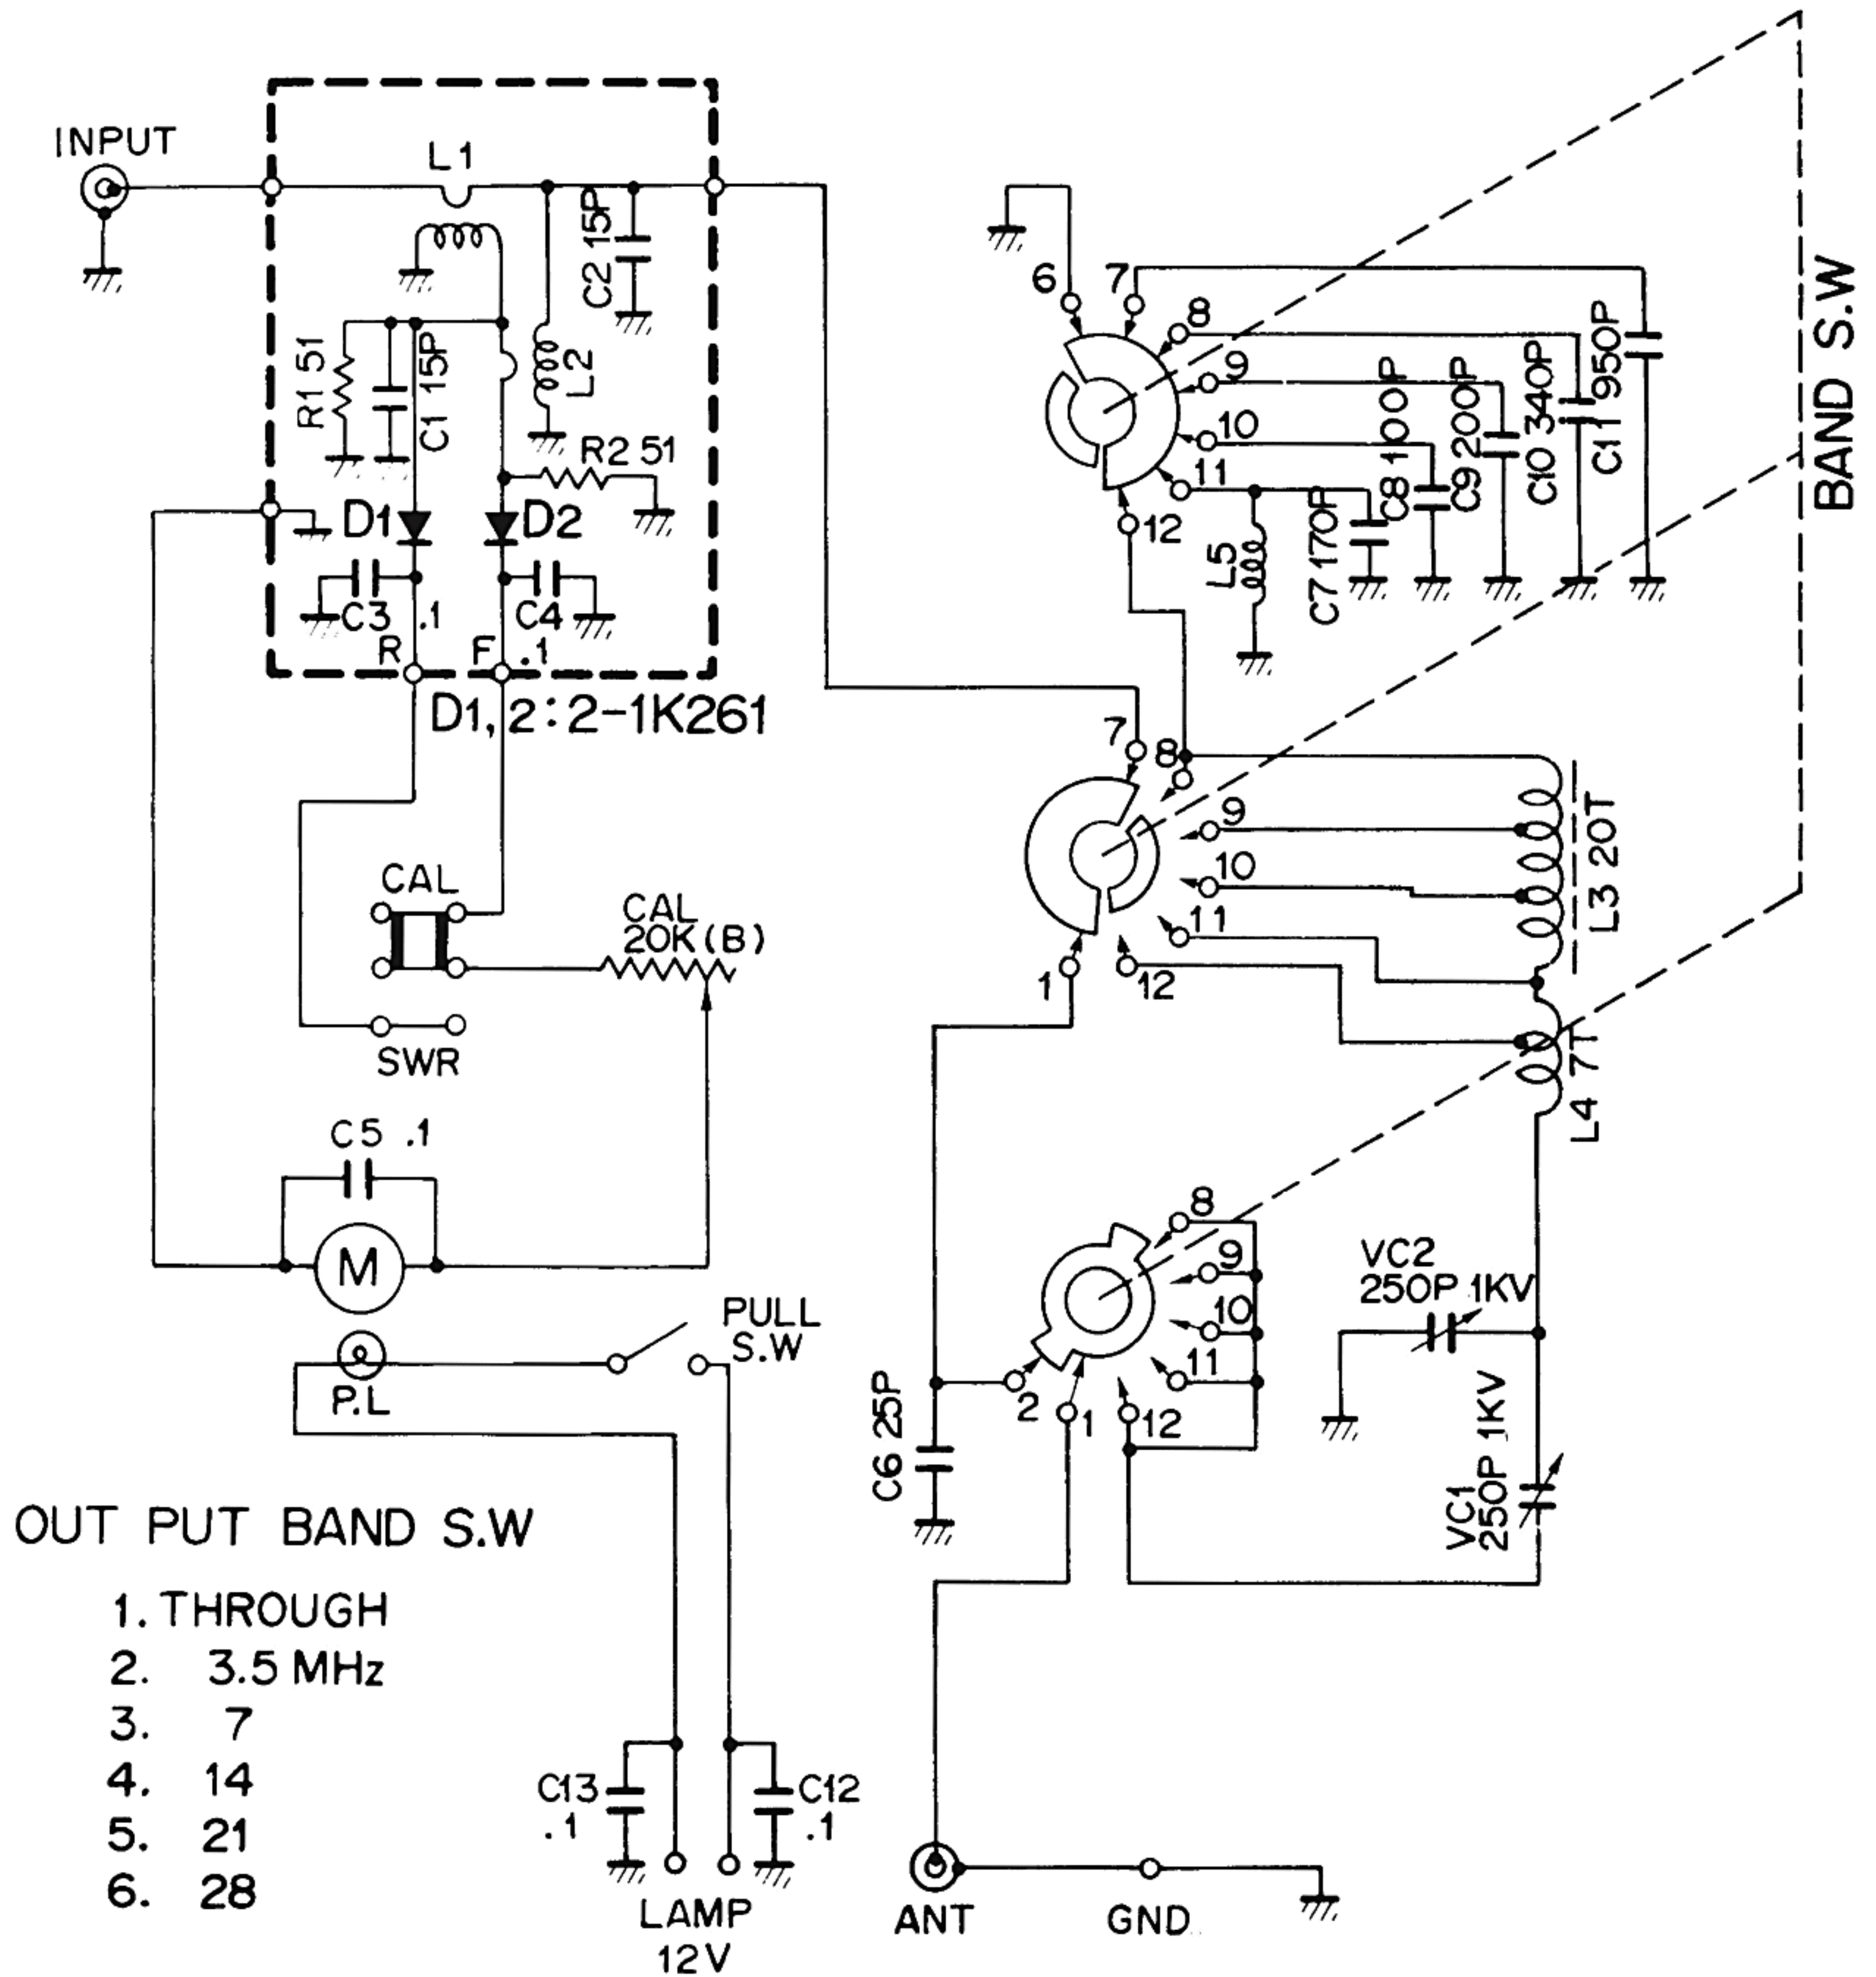 INPUT
L1
C2 15P
R1 51
C1 15P
L2
R2 51
D1
D2
C3 .1
C4 .1
R
F
D1, 2: 2-1K261
6
7
8
9
10
11
12
L5
C7 170P
C8 100P
C9 200P
C10 340P
C11 950P
BAND S.W
7
8
9
10
11
12
1
L3 20T
L4 7T
CAL
CAL
20K (B)
SWR
C5 .1
M
P.L
PULL
S.W
8
9
10
11
12
1
2
C6 25P
VC2
250P 1KV
VC1
250P 1KV
OUT PUT BAND S.W
1. THROUGH
2. 3.5 MHz
3. 7
4. 14
5. 21
6. 28
C13
.1
C12
.1
LAMP
12V
ANT
GND